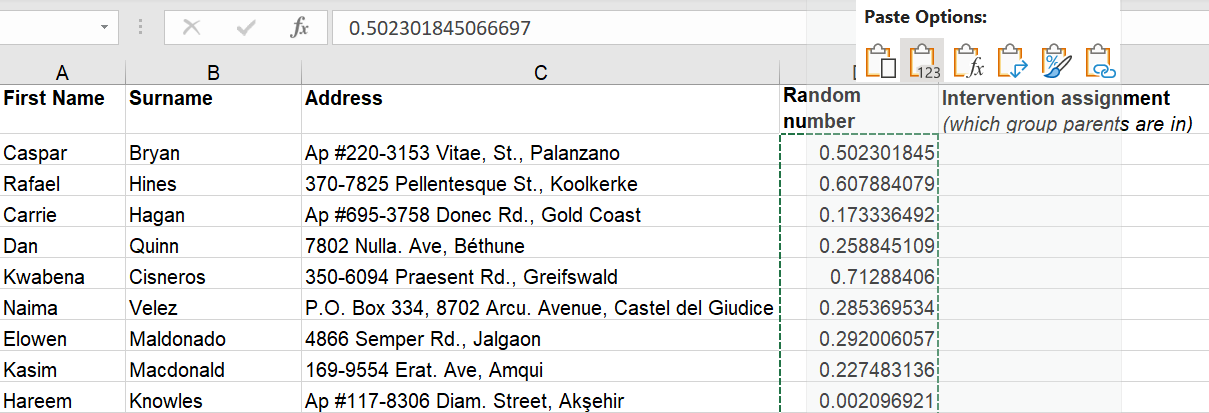 0.502301845066697
Paste Options:
123
fx
%
A B C D
First Name Surname Address Random number Intervention assignment (which group parents are in)
Caspar Bryan Ap #220-3153 Vitae, St., Palanzano 0.502301845
Rafael Hines 370-7825 Pellentesque St., Koolkerke 0.607884079
Carrie Hagan Ap #695-3758 Donec Rd., Gold Coast 0.173336492
Dan Quinn 7802 Nulla. Ave, Béthune 0.258845109
Kwabena Cisneros 350-6094 Praesent Rd., Greifswald 0.71288406
Naima Velez P.O. Box 334, 8702 Arcu. Avenue, Castel del Giudice 0.285369534
Elowen Maldonado 4866 Semper Rd., Jalgaon 0.292006057
Kasim Macdonald 169-9554 Erat. Ave, Amqui 0.227483136
Hareem Knowles Ap #117-8306 Diam. Street, Akşehir 0.002096921